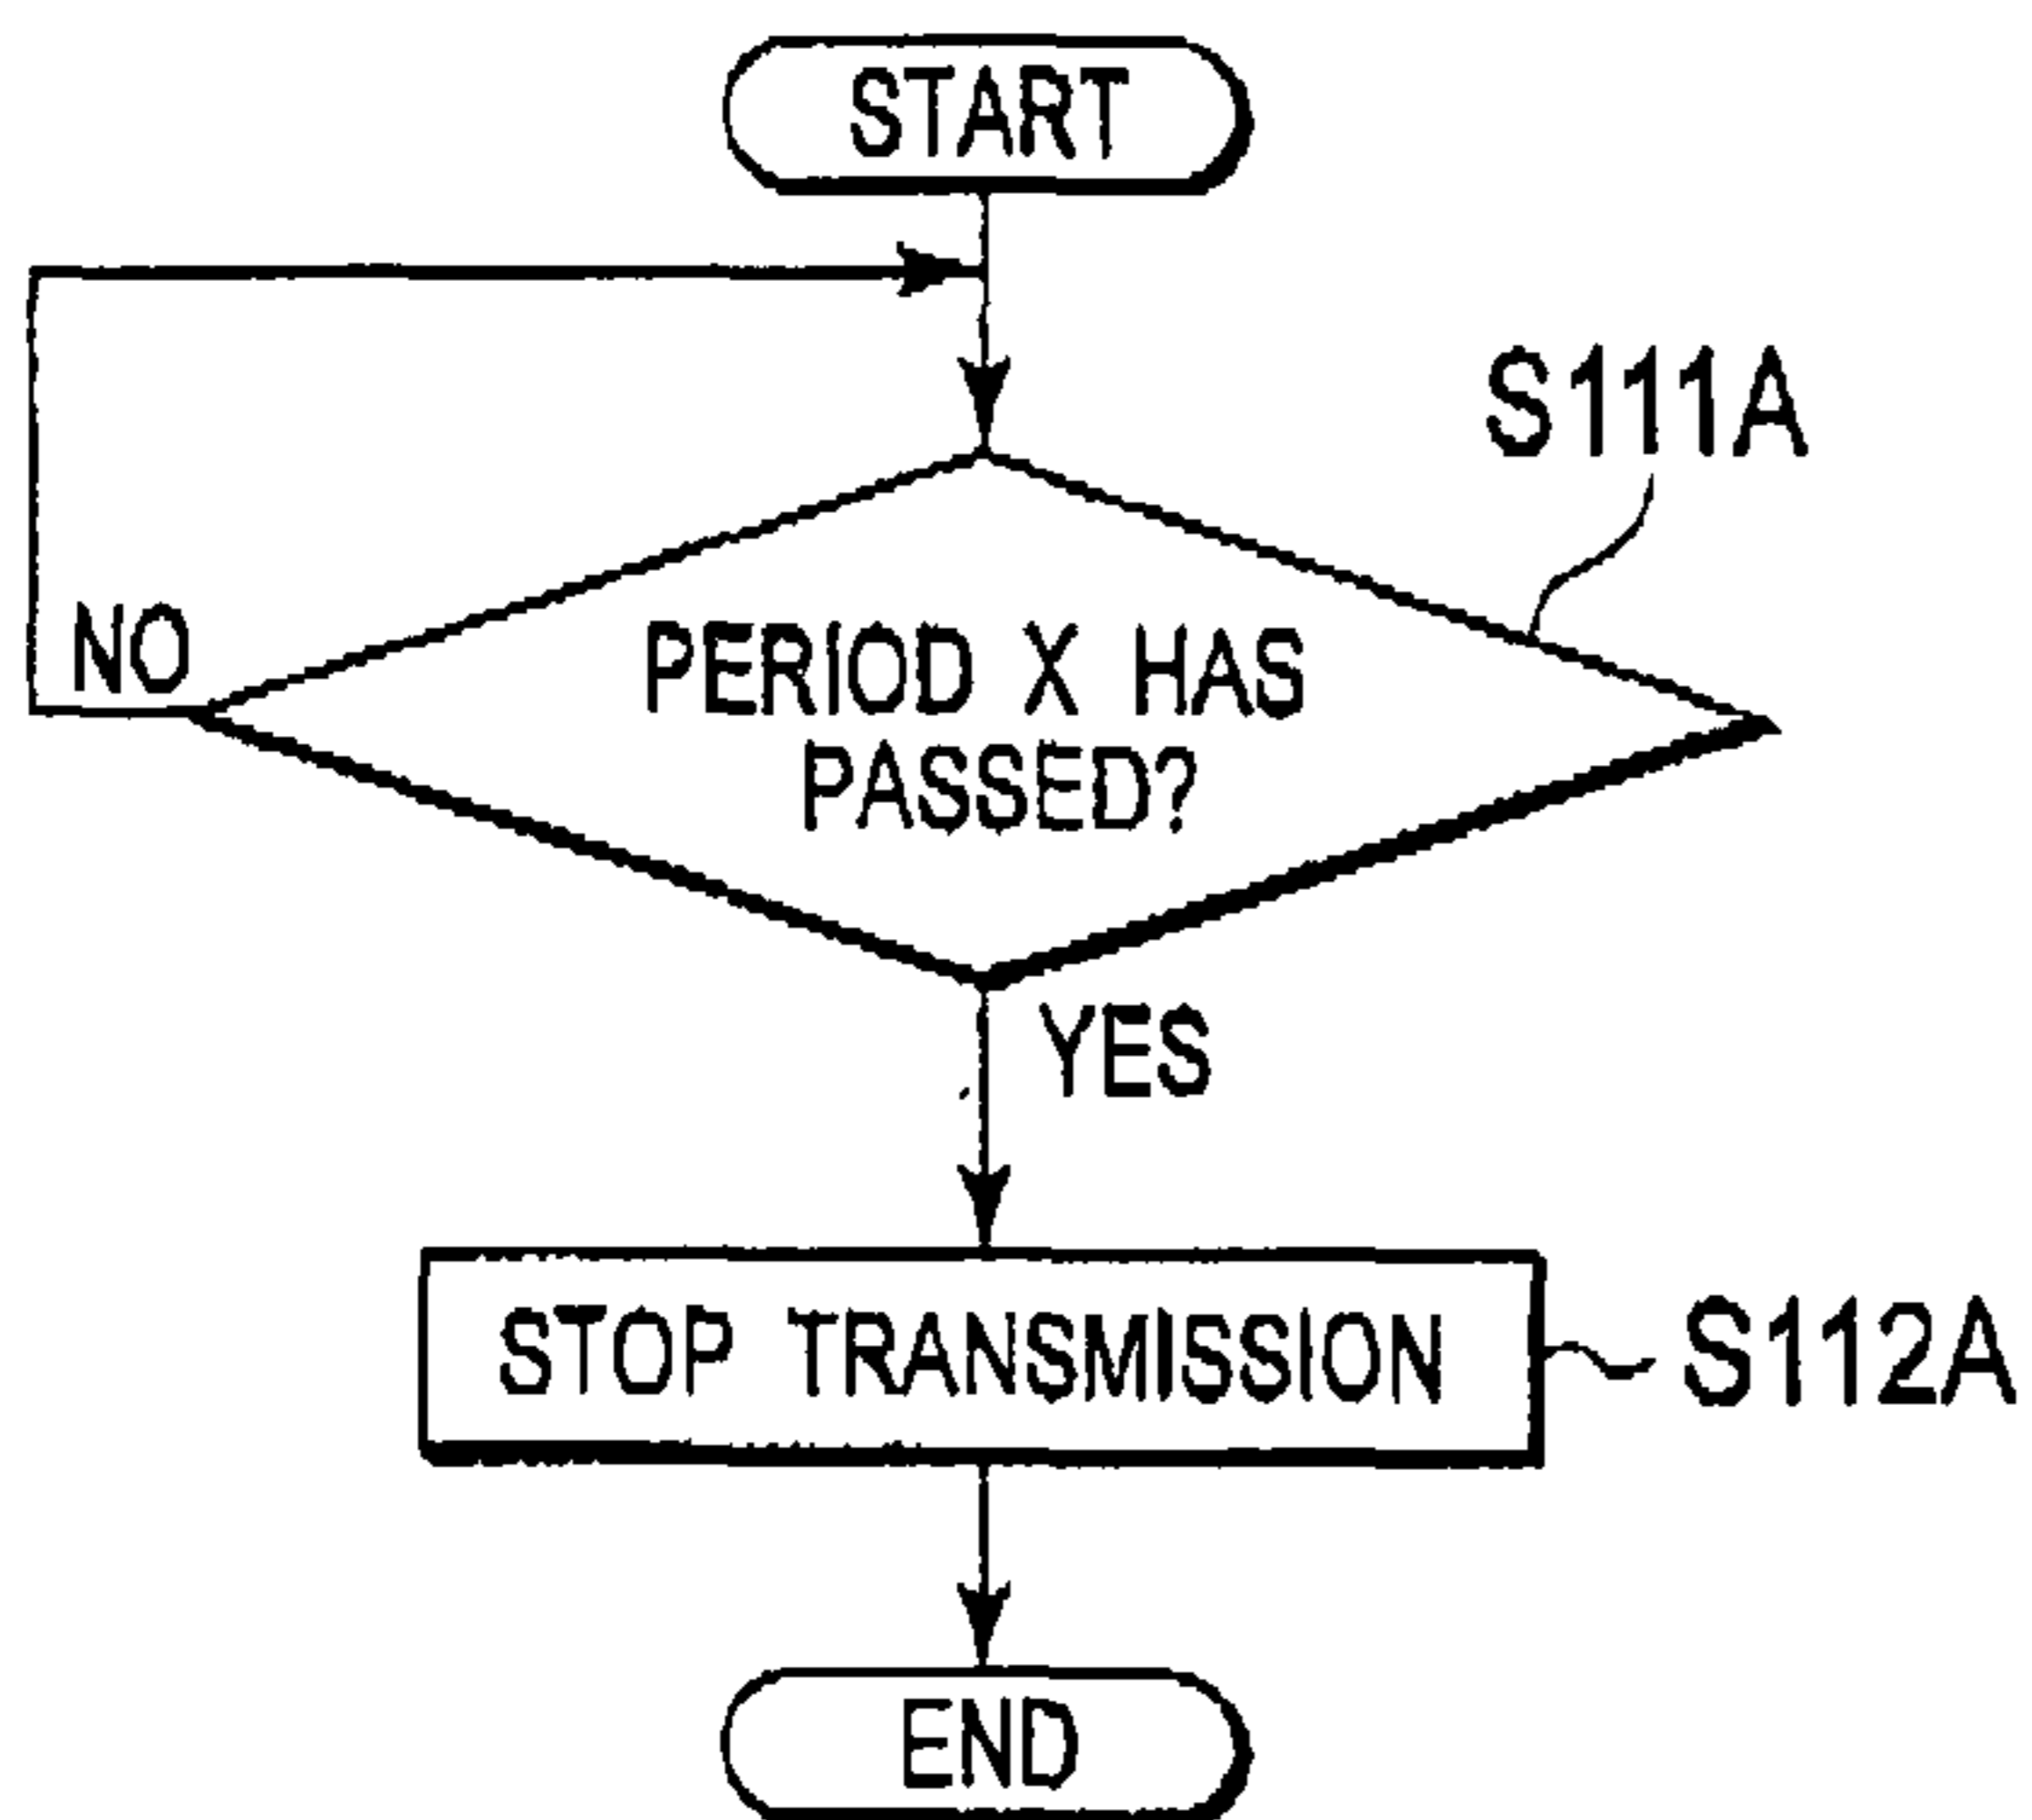 START
S111A
NO
PERIOD X HAS
PASSED?
YES
STOP TRANSMISSION
S112A
END